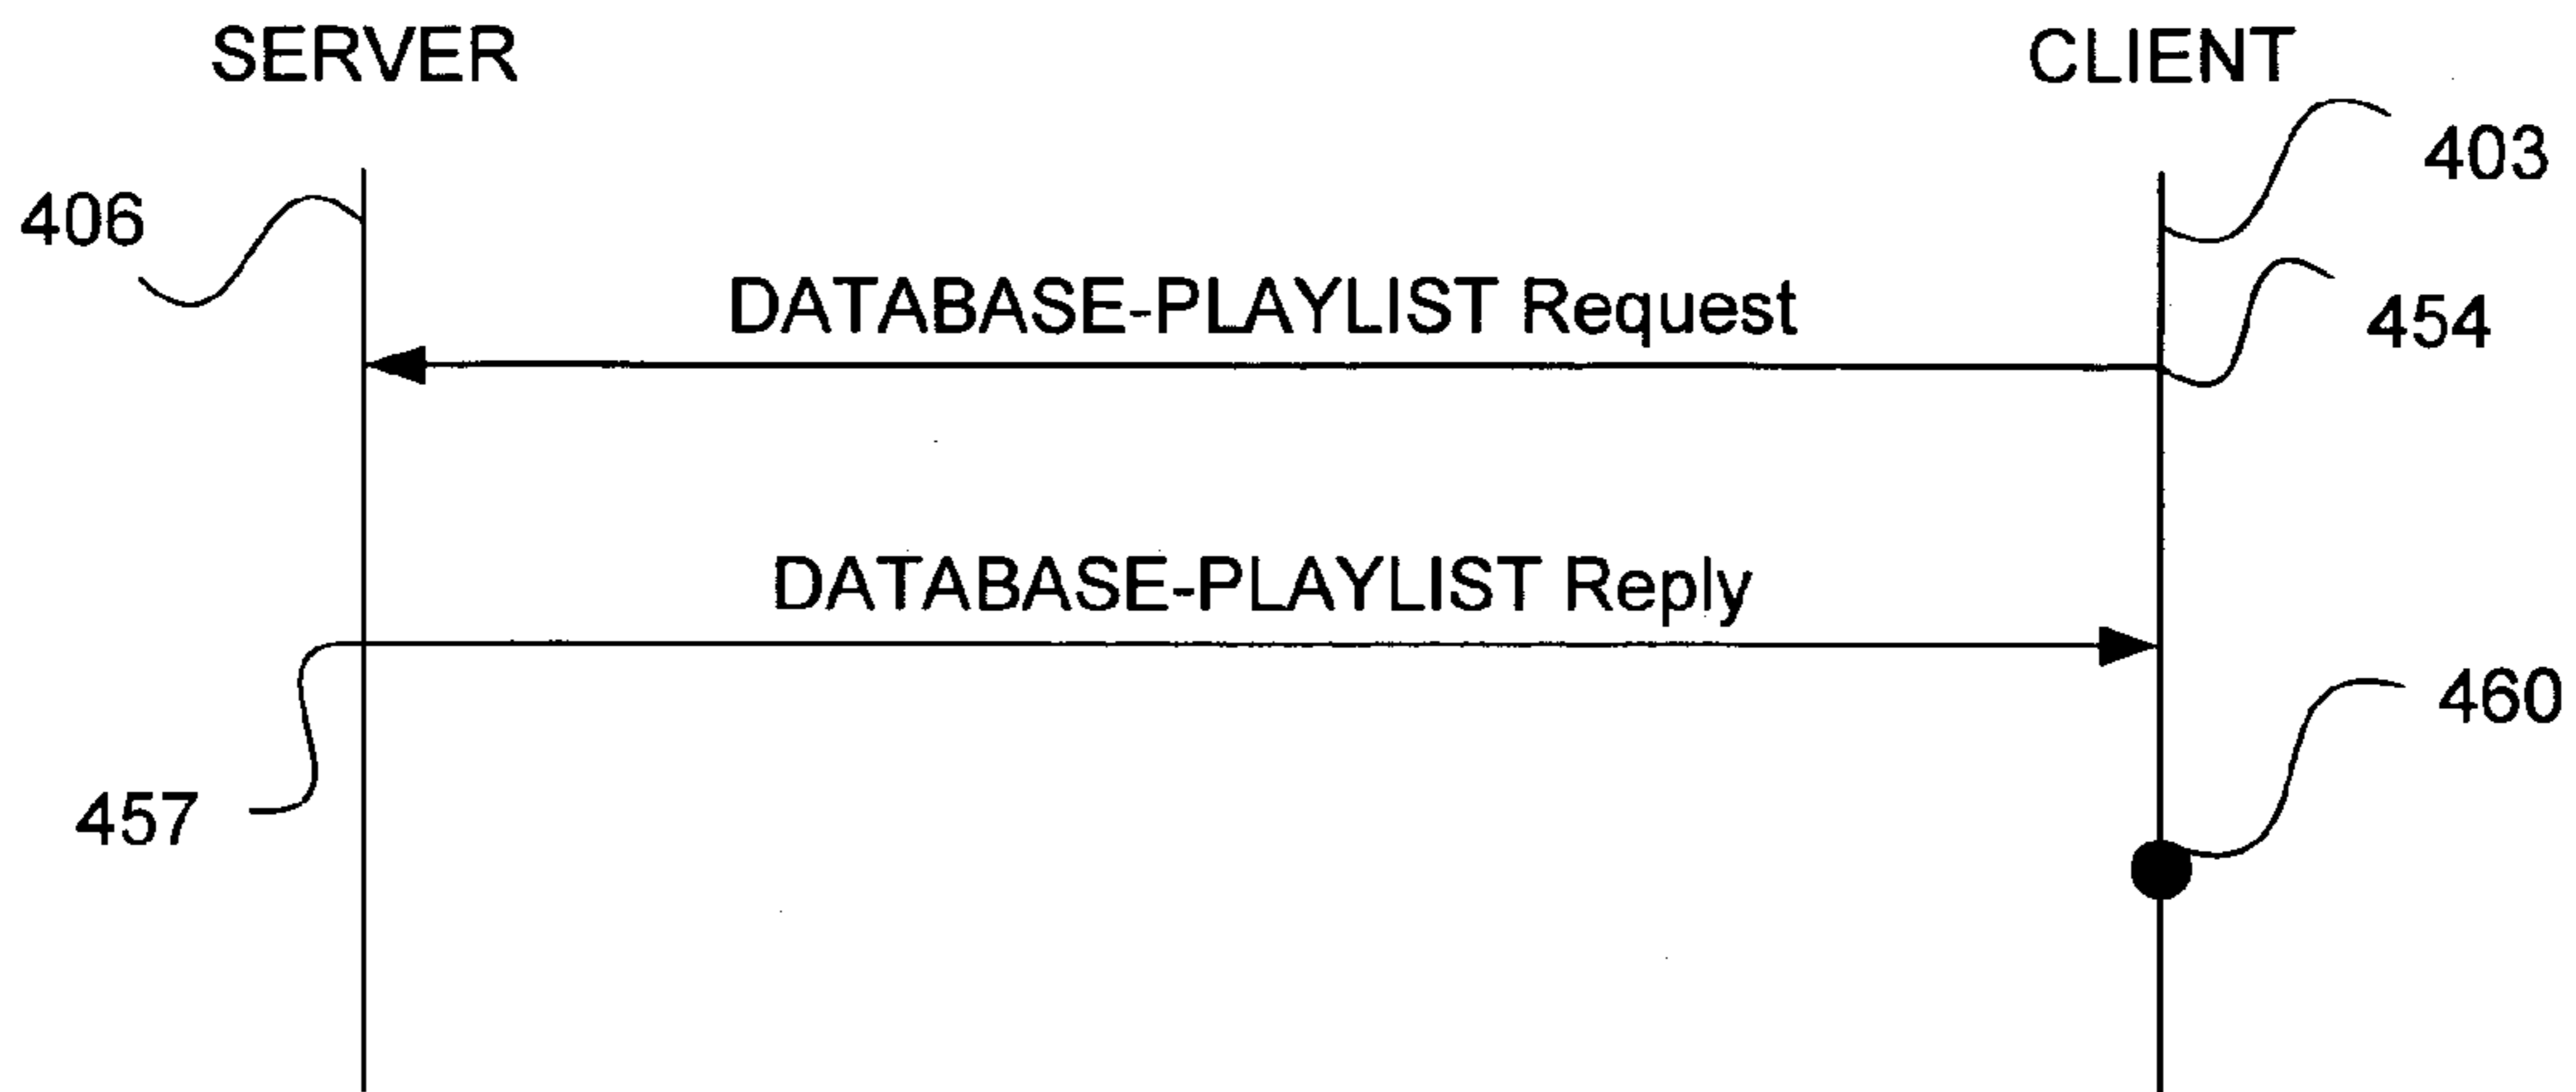 SERVER
CLIENT
403
406
DATABASE-PLAYLIST Request
454
DATABASE-PLAYLIST Reply
460
457